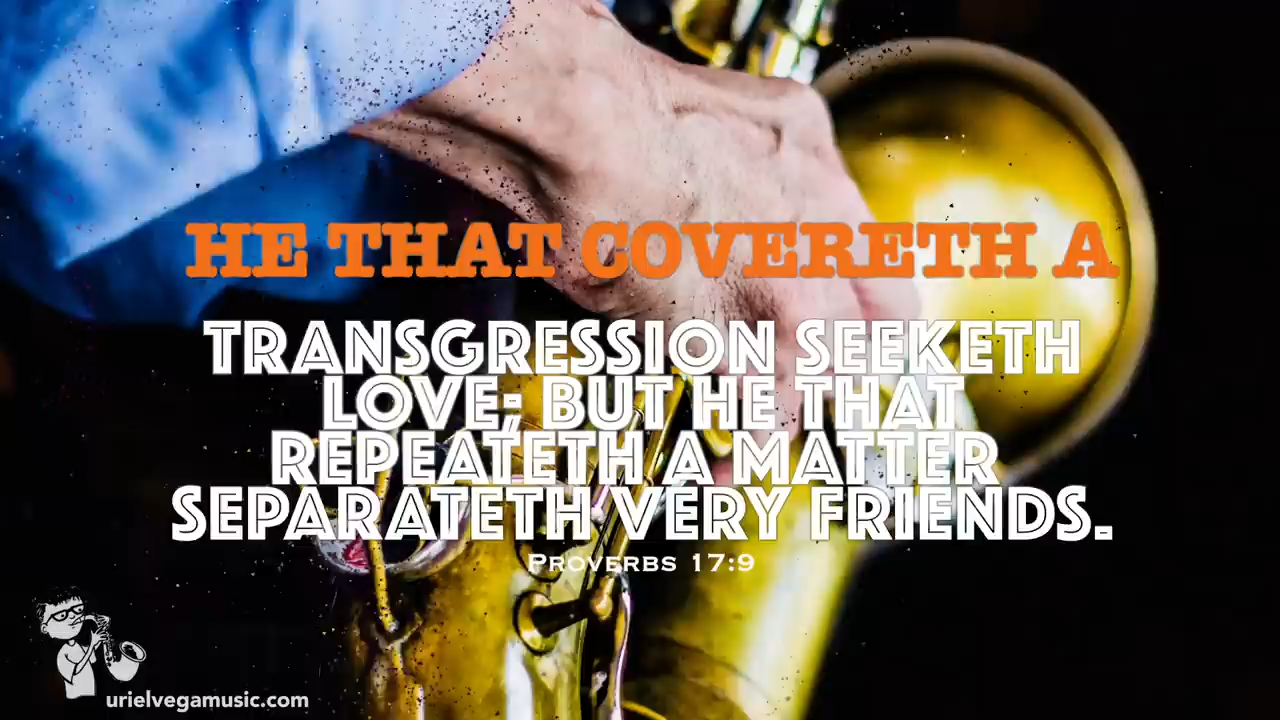 HE THAT COVERETH A
TRANSGRESSION SEEKETH
LOVE; BUT HE THAT
REPEATETH A MATTER
SEPARATETH VERY FRIENDS.
Proverbs 17:9
urielvegamusic.com